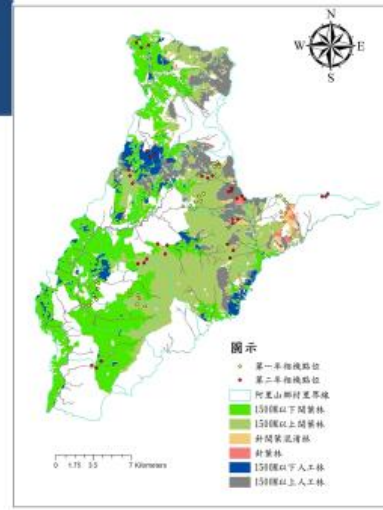 N
W E
S
圖示
第一年相機點位
第二年相機點位
阿里山鄉村里界線
1500m以下闊葉林
1500m以上闊葉林
針闊葉混淆林
針葉林
1500m以下人工林
1500m以上人工林
0 1.75 3.5 7 Kilometers